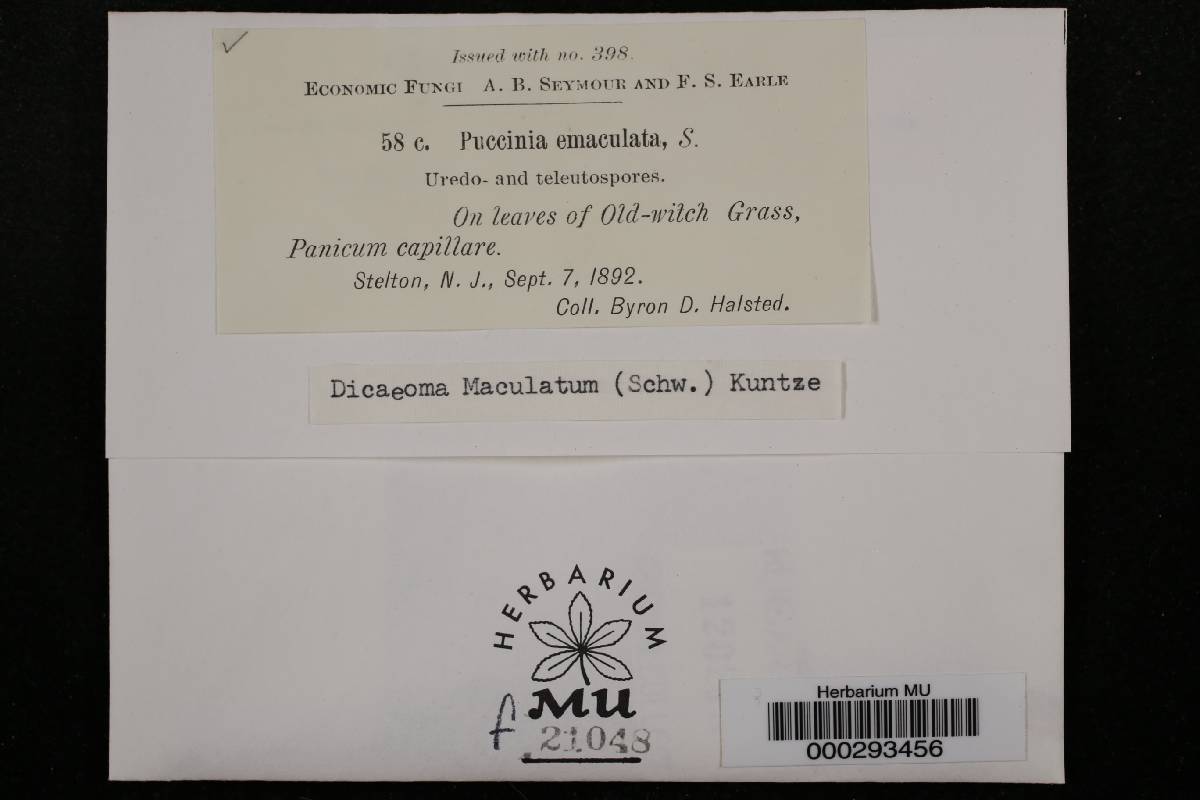 Issued with no. 398.
Economic Fungi A. B. Seymour and F. S. Earle
58 c. Puccinia emaculata, S.
Uredo- and teleutospores.
On leaves of Old-witch Grass,
Panicum capillare.
Stelton, N. J., Sept. 7, 1892.
Coll. Byron D. Halsted.
Dicaeoma Maculatum (Schw.) Kuntze
HERBARIUM
MU
f 21048
Herbarium MU
000293456